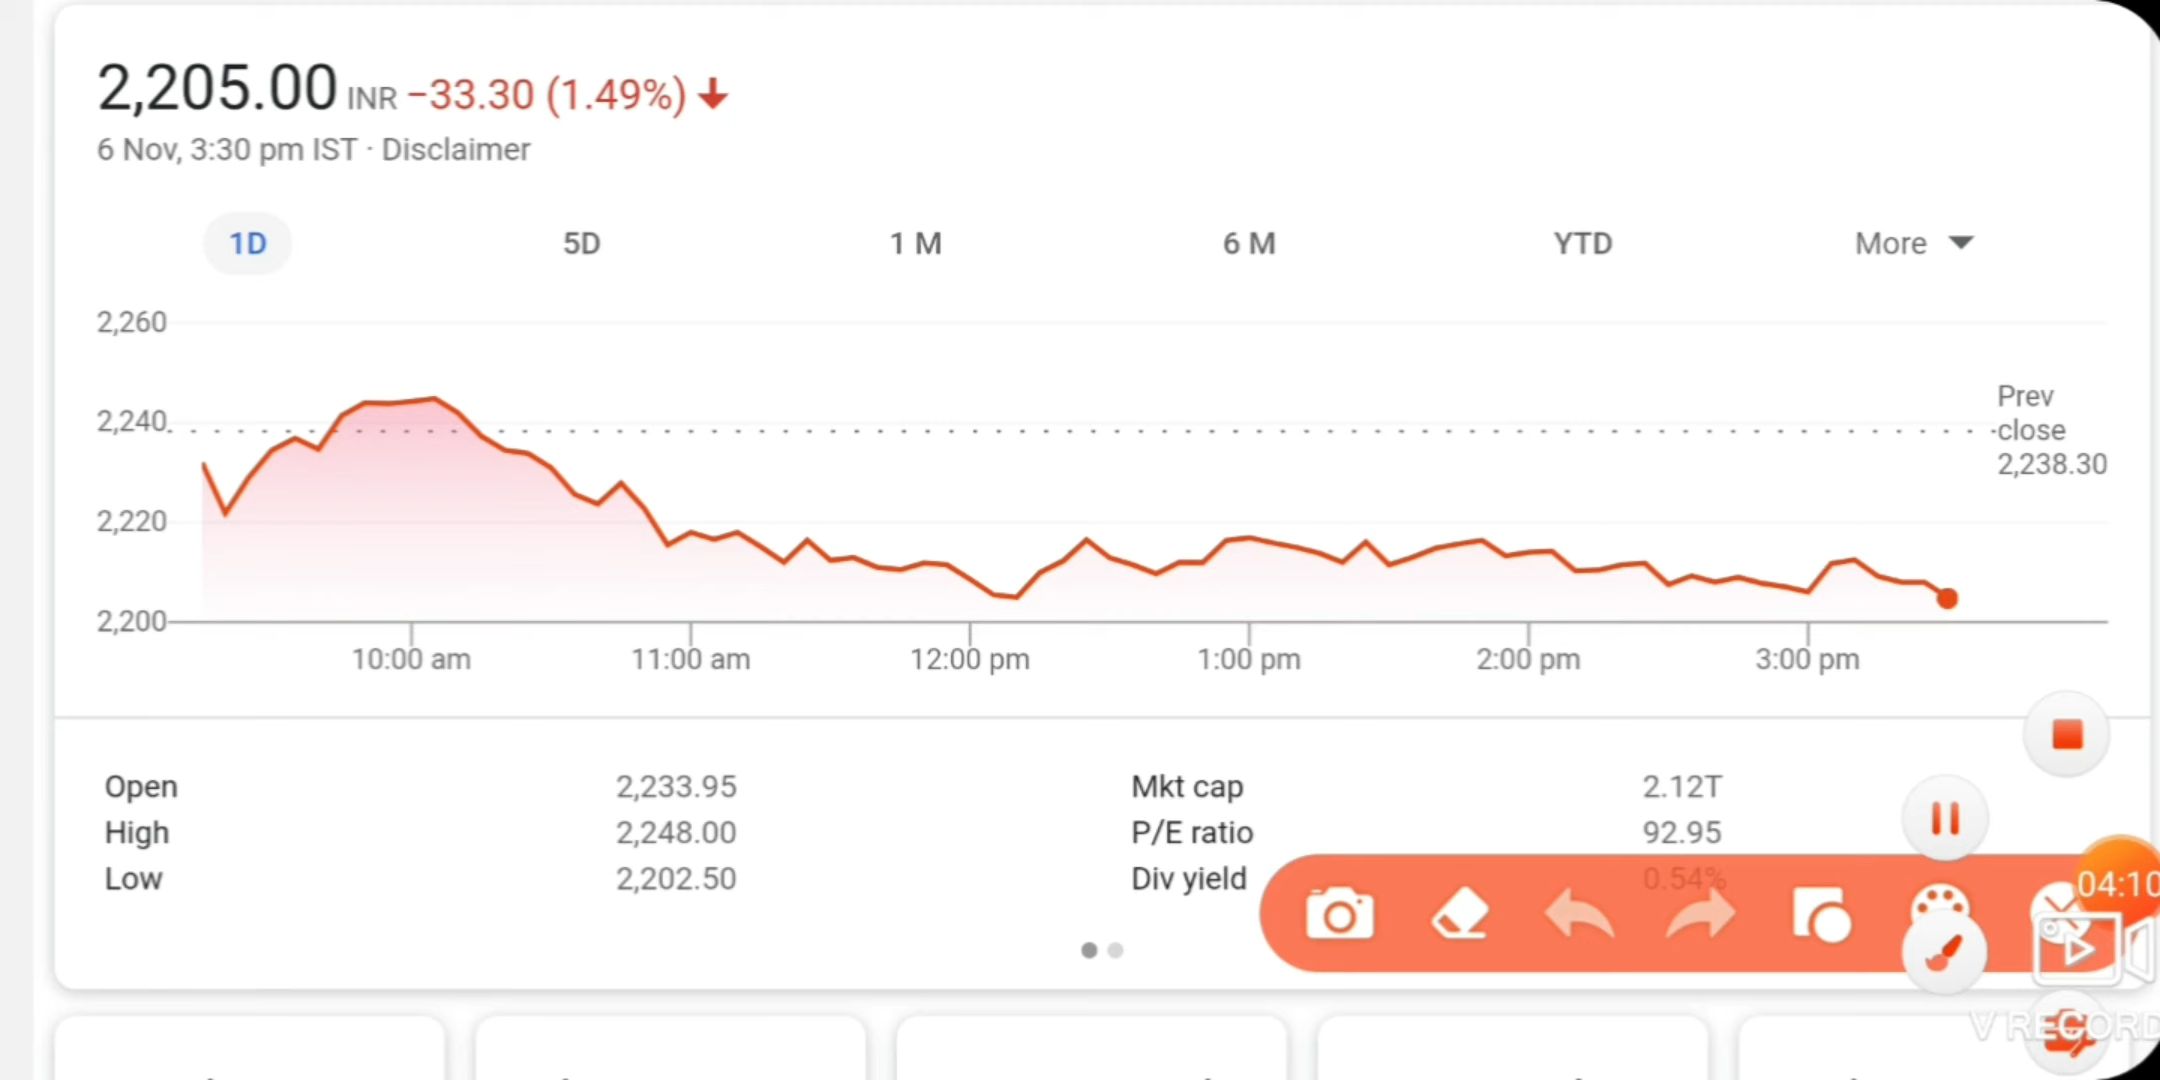 2,205.00 INR −33.30 (1.49%)
6 Nov, 3:30 pm IST · Disclaimer
1D 5D 1 M 6 M YTD More
2,260
2,240
2,220
2,200
Prev
close
2,238.30
10:00 am 11:00 am 12:00 pm 1:00 pm 2:00 pm 3:00 pm
Open 2,233.95 Mkt cap 2.12T
High 2,248.00 P/E ratio 92.95
Low 2,202.50 Div yield 0.54%
04:10
V RECORD